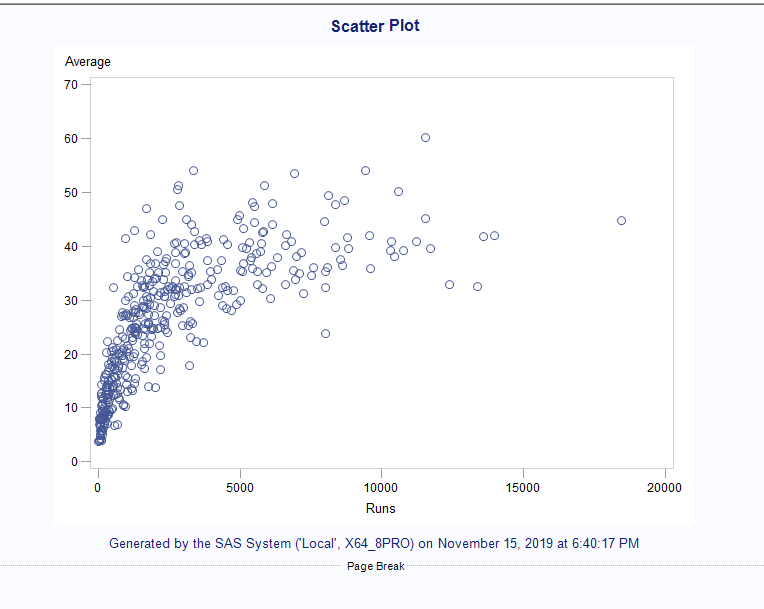 Scatter Plot
Average
70
60
50
40
30
20
10
0
0 5000 10000 15000 20000
Runs
Generated by the SAS System ('Local', X64_8PRO) on November 15, 2019 at 6:40:17 PM
Page Break